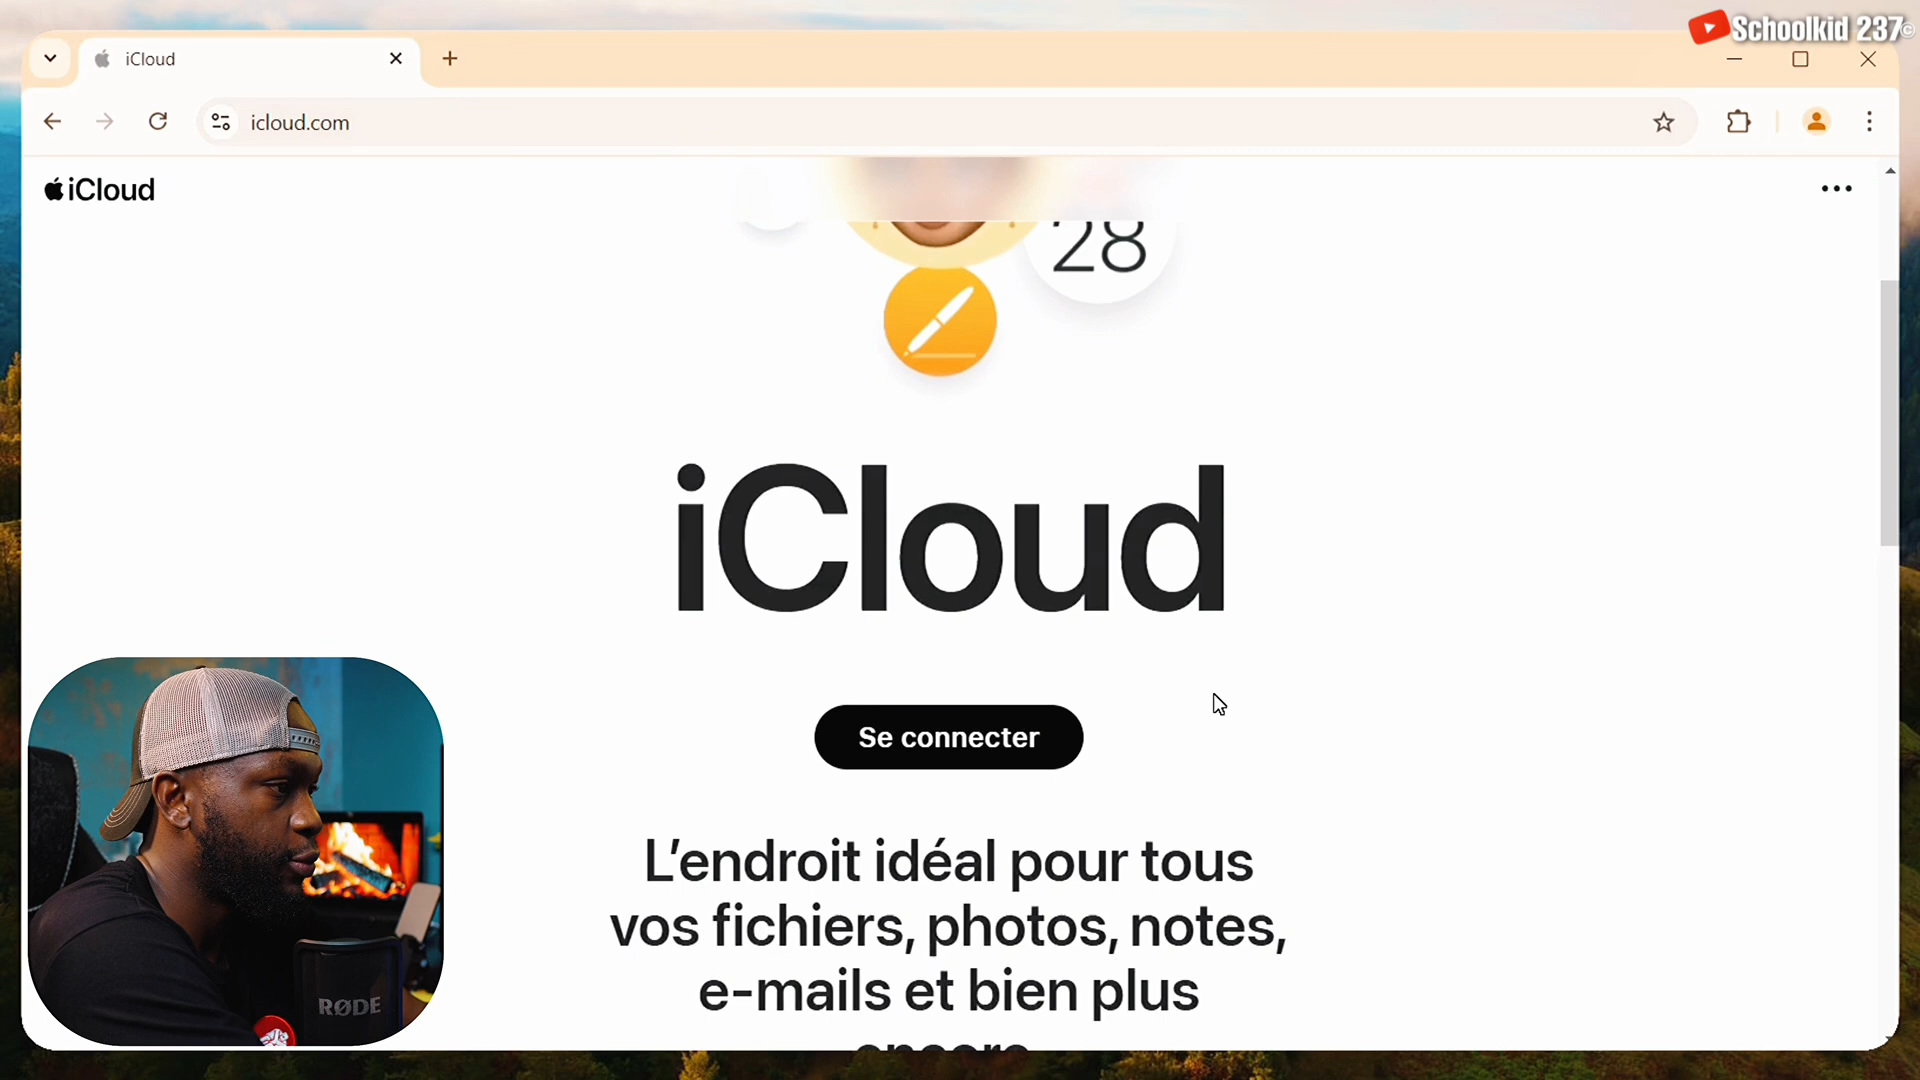 Schoolkid 237©
iCloud
icloud.com
iCloud
28
iCloud
Se connecter
L’endroit idéal pour tous
vos fichiers, photos, notes,
e-mails et bien plus
encore
RØDE